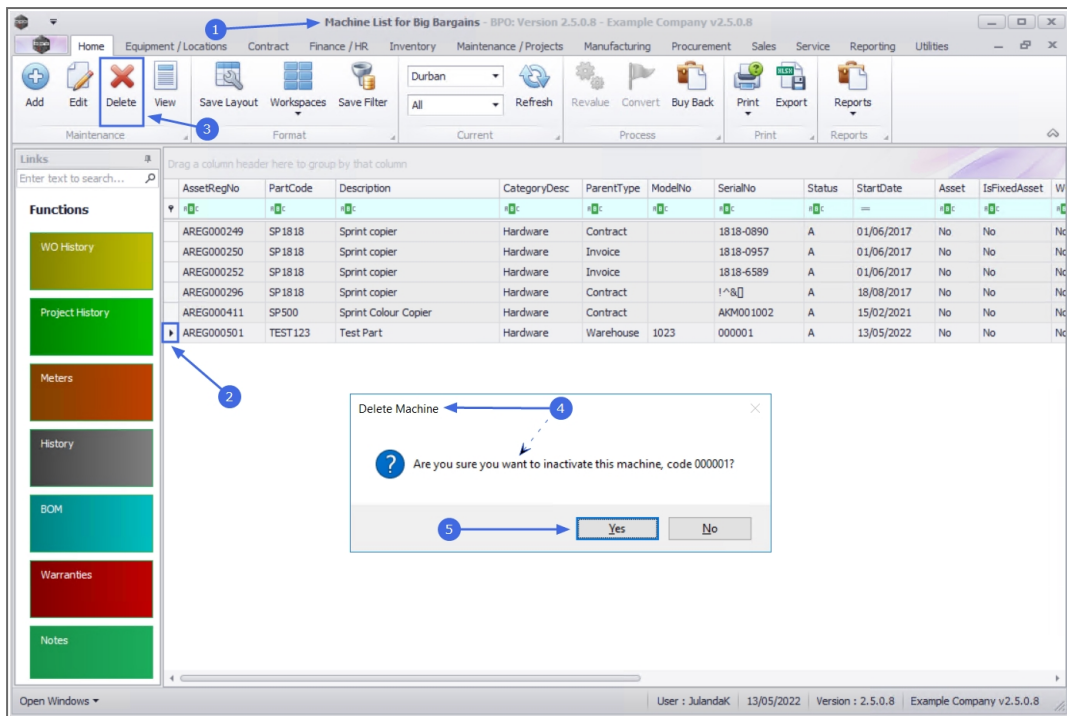 1
Machine List for Big Bargains - BPO: Version 2.5.0.8 - Example Company v2.5.0.8
Home Equipment / Locations Contract Finance / HR Inventory Maintenance / Projects Manufacturing Procurement Sales Service Reporting Utilities
Durban
All
Add Edit Delete View Save Layout Workspaces Save Filter Refresh Revalue Convert Buy Back Print Export Reports
3
Maintenance Format Current Process Print Reports
Links
Drag a column header here to group by that column
Enter text to search...
AssetRegNo PartCode Description CategoryDesc ParentType ModelNo SerialNo Status StartDate Asset IsFixedAsset W
Functions
AREG000249 SP1818 Sprint copier Hardware Contract 1818-0890 A 01/06/2017 No No No
AREG000250 SP1818 Sprint copier Hardware Invoice 1818-0957 A 01/06/2017 No No No
AREG000252 SP1818 Sprint copier Hardware Invoice 1818-6589 A 01/06/2017 No No No
AREG000296 SP1818 Sprint copier Hardware Contract !^&[] A 18/08/2017 No No No
AREG000411 SP500 Sprint Colour Copier Hardware Contract AKM001002 A 15/02/2021 No No No
AREG000501 TEST123 Test Part Hardware Warehouse 1023 000001 A 13/05/2022 No No No
WO History
Project History
Meters
History
BOM
Warranties
Notes
2
Delete Machine
4
Are you sure you want to inactivate this machine, code 000001?
5
Yes
No
Open Windows
User : JulandaK 13/05/2022 Version : 2.5.0.8 Example Company v2.5.0.8